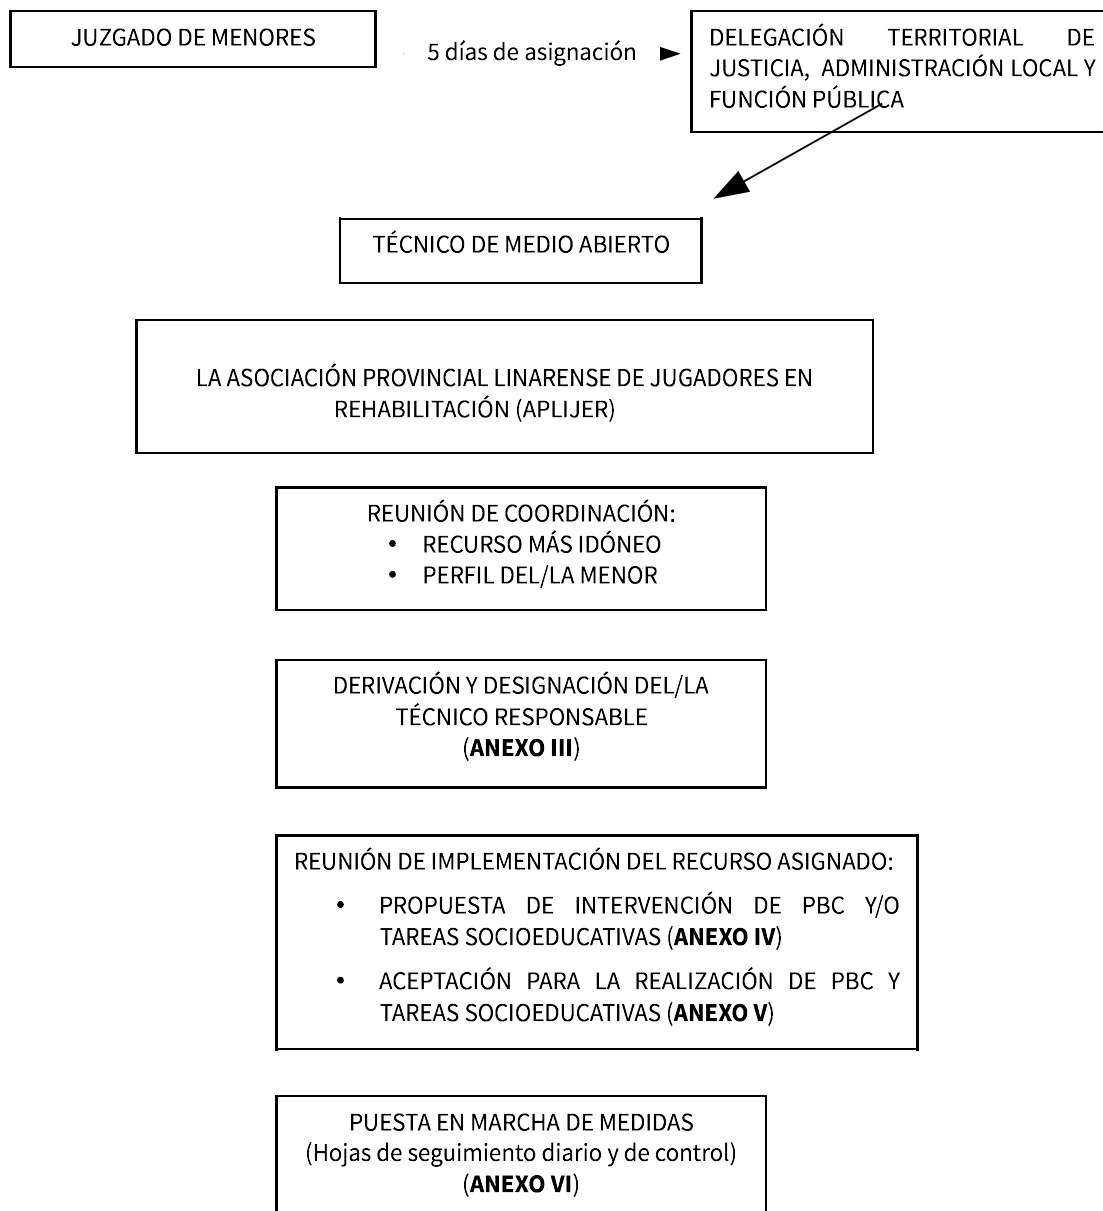 JUZGADO DE MENORES
5 días de asignación
DELEGACIÓN TERRITORIAL DE
JUSTICIA, ADMINISTRACIÓN LOCAL Y
FUNCIÓN PÚBLICA
TÉCNICO DE MEDIO ABIERTO
LA ASOCIACIÓN PROVINCIAL LINARENSE DE JUGADORES EN
REHABILITACIÓN (APLIJER)
REUNIÓN DE COORDINACIÓN:
• RECURSO MÁS IDÓNEO
• PERFIL DEL/LA MENOR
DERIVACIÓN Y DESIGNACIÓN DEL/LA
TÉCNICO RESPONSABLE
(ANEXO III)
REUNIÓN DE IMPLEMENTACIÓN DEL RECURSO ASIGNADO:
• PROPUESTA DE INTERVENCIÓN DE PBC Y/O
TAREAS SOCIOEDUCATIVAS (ANEXO IV)
• ACEPTACIÓN PARA LA REALIZACIÓN DE PBC Y
TAREAS SOCIOEDUCATIVAS (ANEXO V)
PUESTA EN MARCHA DE MEDIDAS
(Hojas de seguimiento diario y de control)
(ANEXO VI)